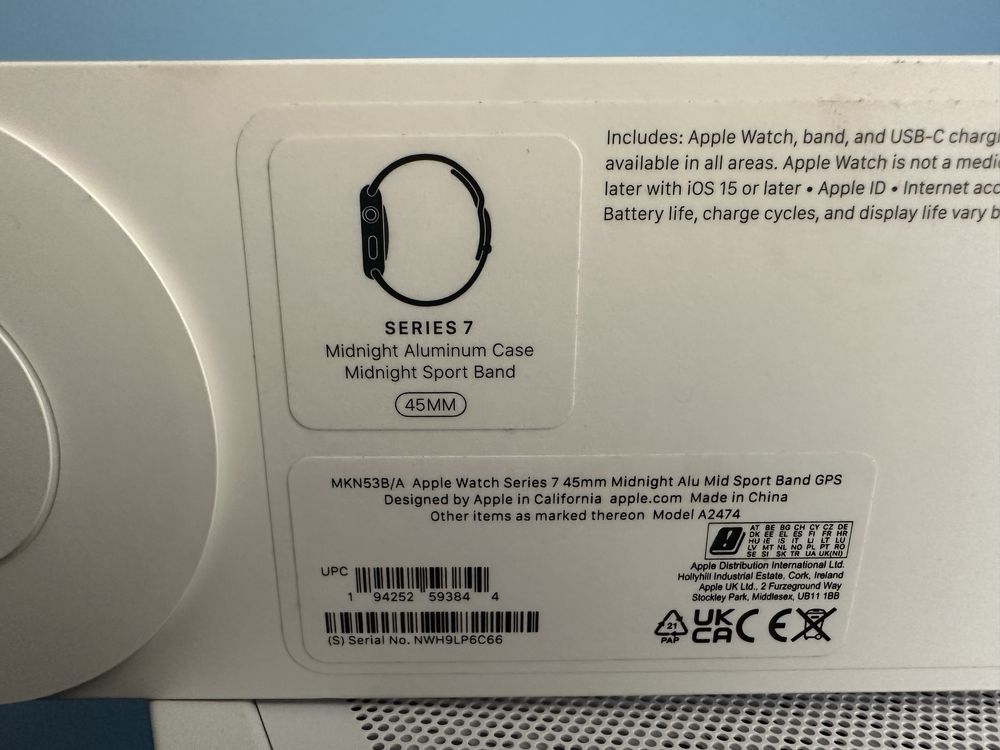 Includes: Apple Watch, band, and USB-C
available in all areas. Apple Watch is not a
later with iOS 15 or later • Apple ID • Internet
Battery life, charge cycles, and display life vary
SERIES 7
Midnight Aluminum Case
Midnight Sport Band
45MM
MKN53B/A Apple Watch Series 7 45mm Midnight Alu Mid Sport Band GPS
Designed by Apple in California apple.com Made in China
Other items as marked thereon Model A2474
AT BE BG CH CY CZ DE
DK EE EL ES FI FR HR
HU IE IS IT LI LT LU
LV MT NL NO PL PT RO
SE SI SK TR UA UK(NI)
Apple Distribution International Ltd.
Hollyhill Industrial Estate, Cork, Ireland
Apple UK Ltd., 2 Furzeground Way
Stockley Park, Middlesex, UB11 1BB
UPC
1 94252 59384 4
(S) Serial No. NWH9LP6C66
21
PAP
UK
CA
CE